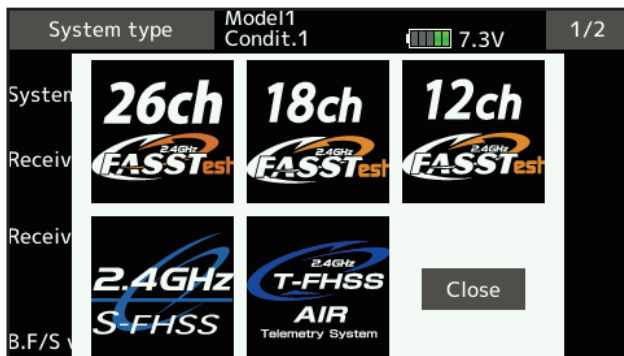 System type
Model1
Condit.1
7.3V
1/2
System
Receiv
Receiv
B.F/S v
26ch
2.4GHz
FASSTest
18ch
2.4GHz
FASSTest
12ch
2.4GHz
FASSTest
2.4GHz
S-FHSS
2.4GHz
T-FHSS
AIR
Telemetry System
Close